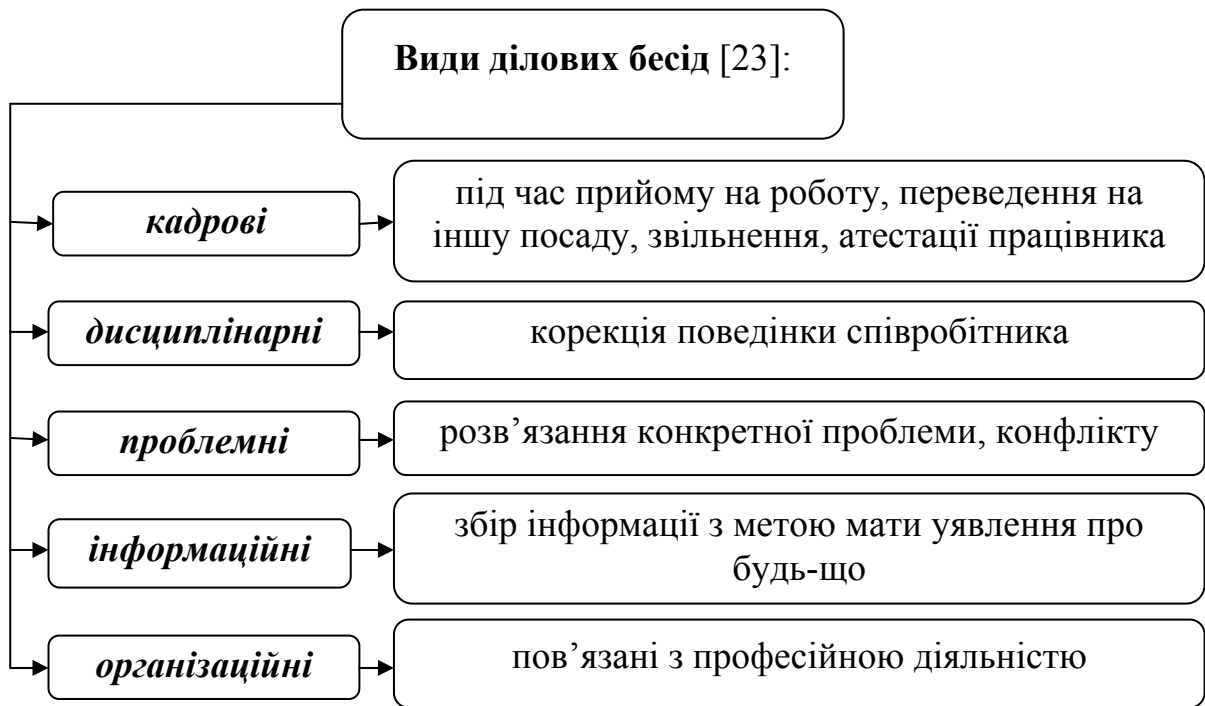 Види ділових бесід [23]:
кадрові
під час прийому на роботу, переведення на
іншу посаду, звільнення, атестації працівника
дисциплінарні
корекція поведінки співробітника
проблемні
розв’язання конкретної проблеми, конфлікту
інформаційні
збір інформації з метою мати уявлення про
будь-що
організаційні
пов’язані з професійною діяльністю